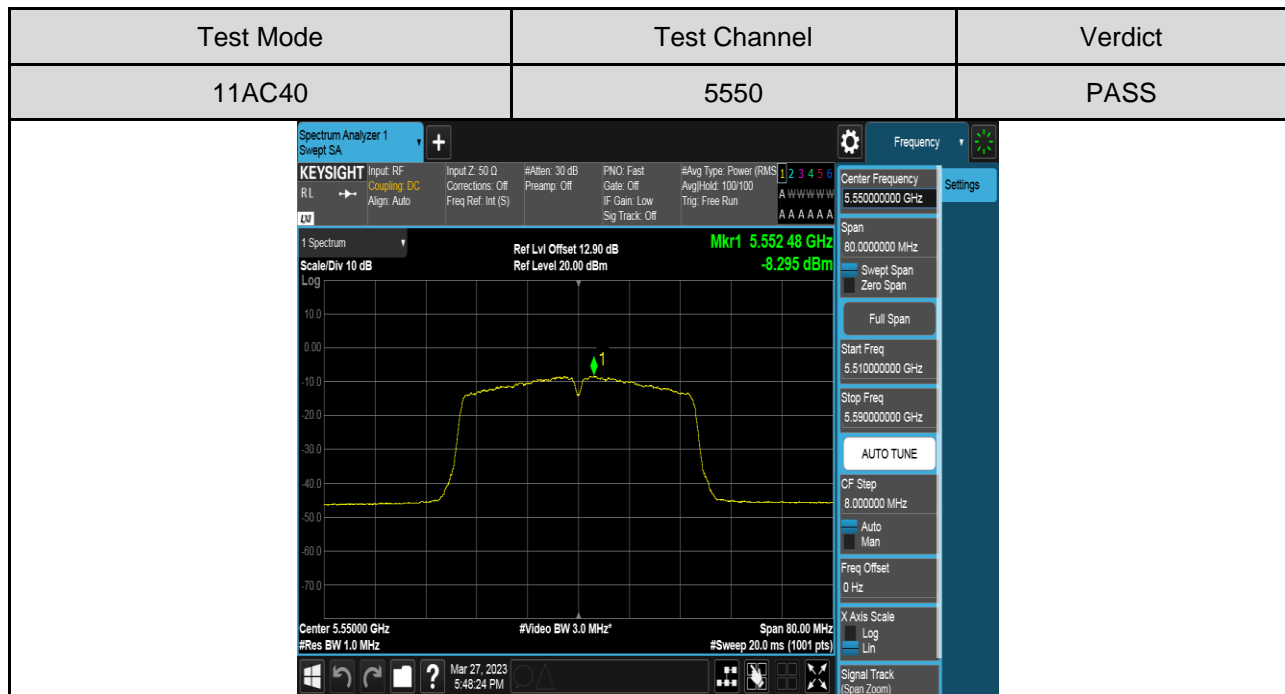 Test Mode Test Channel Verdict
11AC40 5550 PASS
Spectrum Analyzer 1
Swept SA
+
Frequency
KEYSIGHT Input: RF Input Z: 50 Ω #Atten: 30 dB PNO: Fast #Avg Type: Power (RMS 1 2 3 4 5 6
RL Coupling: DC Corrections: Off Preamp: Off Gate: Off Avg|Hold: 100/100 A W W W W W
Align: Auto Freq Ref: Int (S) IF Gain: Low Trig: Free Run
LXI Sig Track: Off A A A A A A
Center Frequency
5.550000000 GHz
Settings
Span
80.0000000 MHz
Swept Span
Zero Span
Full Span
Start Freq
5.510000000 GHz
Stop Freq
5.590000000 GHz
AUTO TUNE
CF Step
8.000000 MHz
Auto
Man
Freq Offset
0 Hz
X Axis Scale
Log
Lin
Signal Track
(Span Zoom)
1 Spectrum Ref Lvl Offset 12.90 dB Mkr1 5.552 48 GHz
Scale/Div 10 dB Ref Level 20.00 dBm -8.295 dBm
Log
10.0
0.00
1
-10.0
-20.0
-30.0
-40.0
-50.0
-60.0
-70.0
Center 5.55000 GHz #Video BW 3.0 MHz* Span 80.00 MHz
#Res BW 1.0 MHz #Sweep 20.0 ms (1001 pts)
? Mar 27, 2023
5:48:24 PM